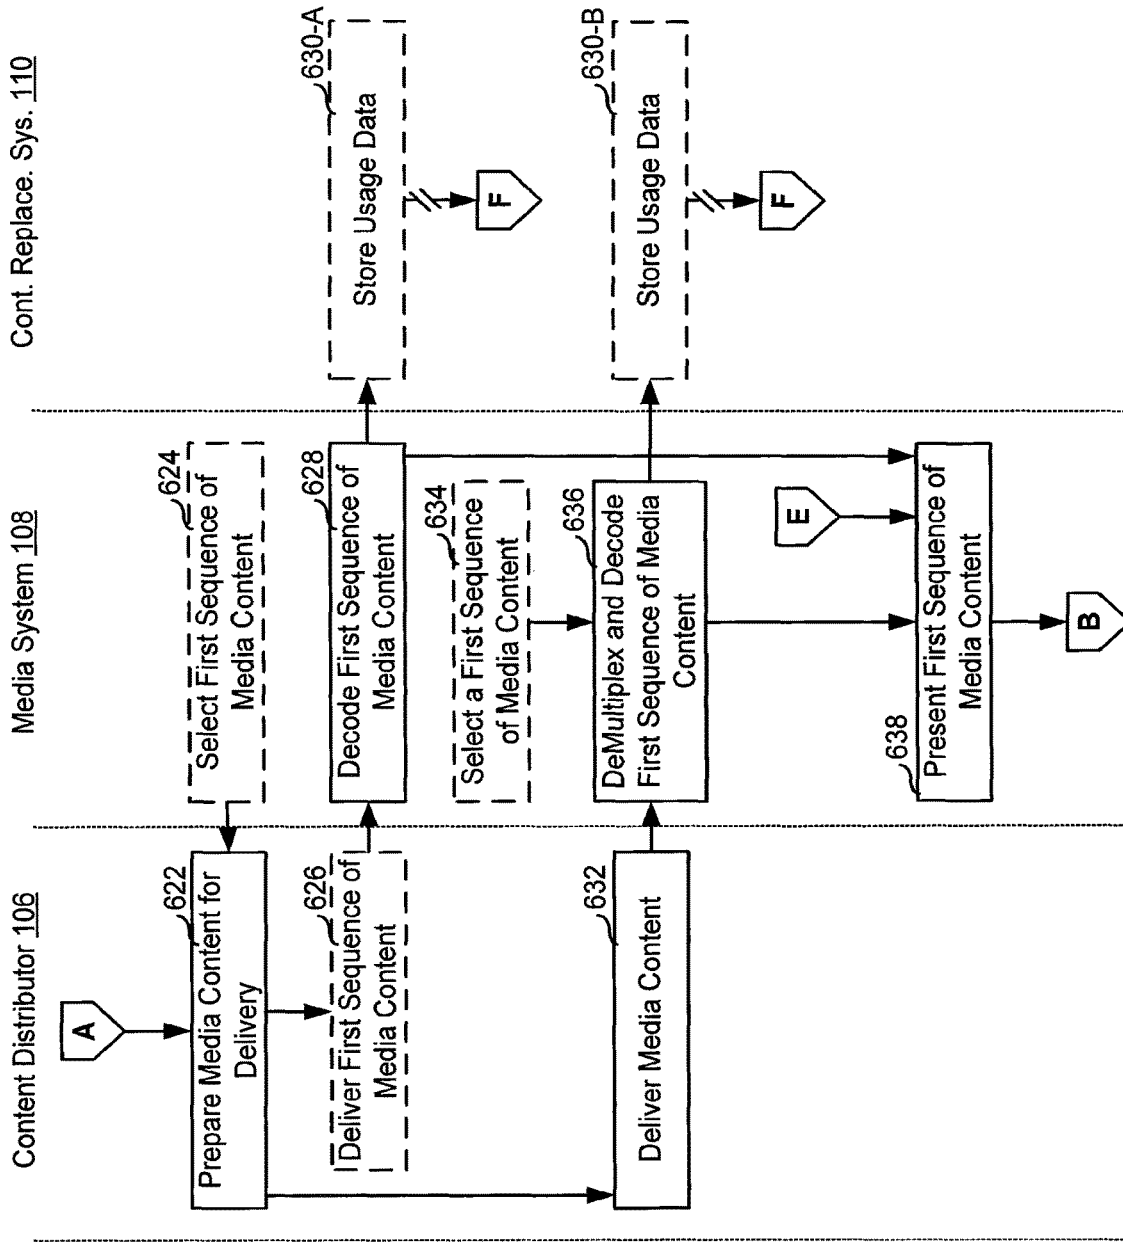 Content Distributor 106
Media System 108
Cont. Replace. Sys. 110
A
622
Prepare Media Content for
Delivery
624
Select First Sequence of
Media Content
626
Deliver First Sequence of
Media Content
628
Decode First Sequence of
Media Content
630-A
Store Usage Data
F
634
Select a First Sequence
of Media Content
632
Deliver Media Content
636
DeMultiplex and Decode
First Sequence of Media
Content
630-B
Store Usage Data
F
E
638
Present First Sequence of
Media Content
B